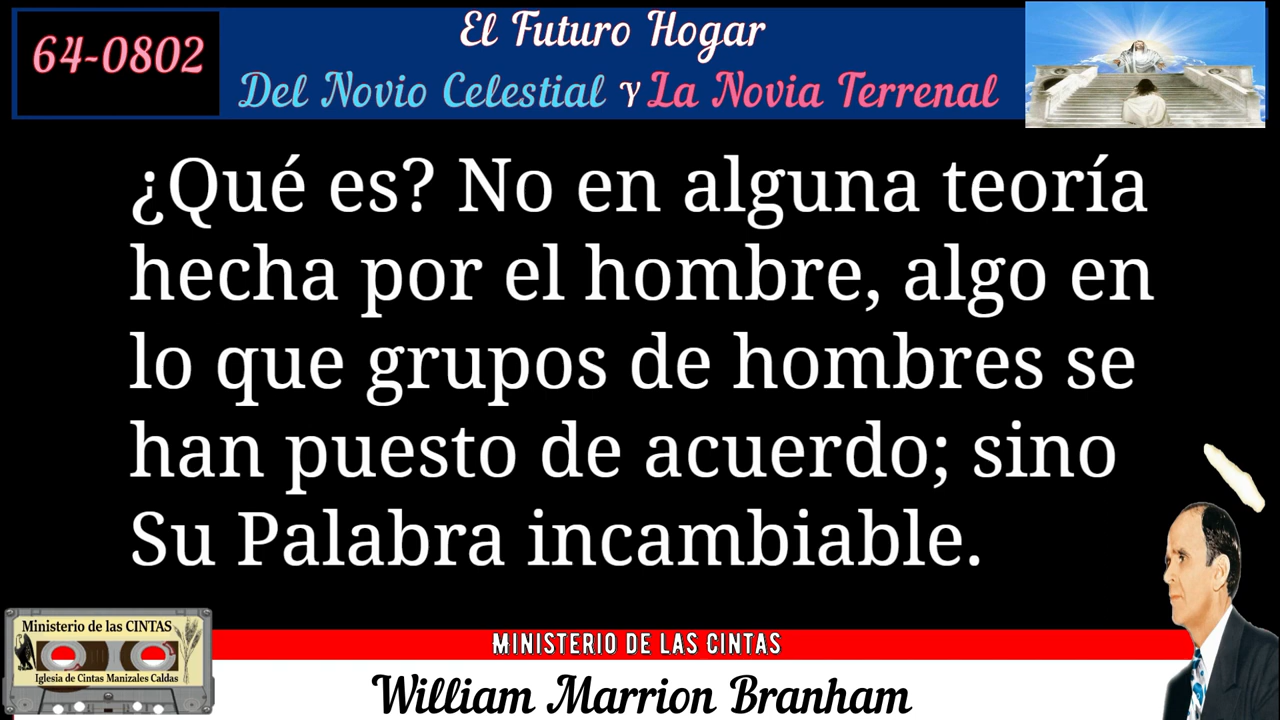 64-0802
El Futuro Hogar
Del Novio Celestial Y La Novia Terrenal
¿Qué es? No en alguna teoría
hecha por el hombre, algo en
lo que grupos de hombres se
han puesto de acuerdo; sino
Su Palabra incambiable.
Ministerio de las CINTAS
Iglesia de Cintas Manizales Caldas
MINISTERIO DE LAS CINTAS
William Marrion Branham